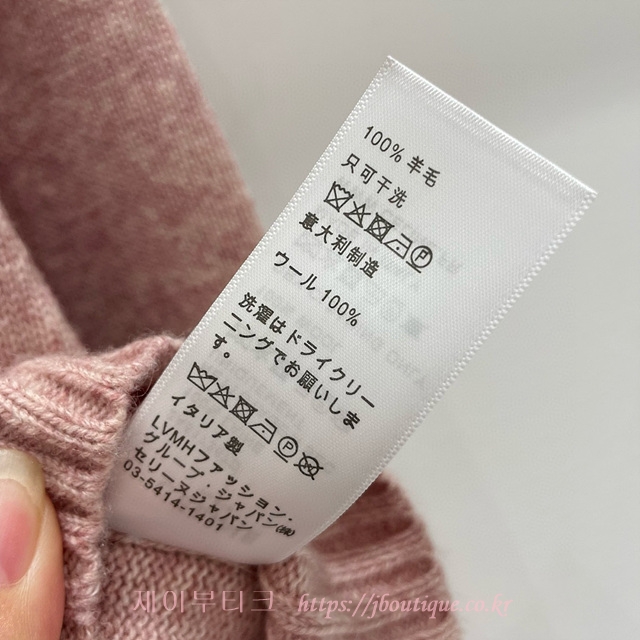 100% 羊毛
只可干洗
意大利制造
ウール 100%
洗濯はドライクリー
ニングでお願いしま
す。
イタリア製
LVMHファッション・
グループ・ジャパン㈱
セリーヌジャパン
03-5414-1401
제이부티크 https://jboutique.co.kr